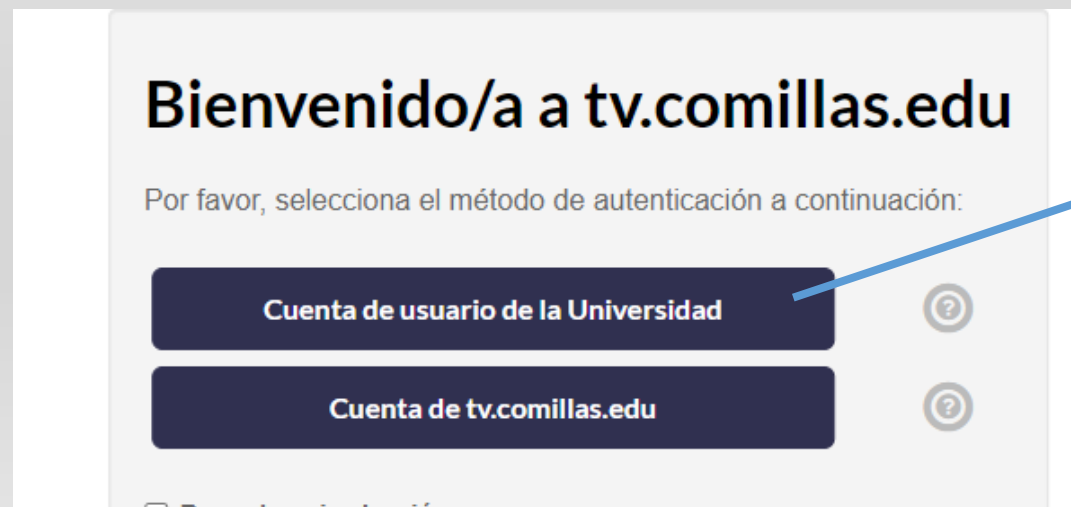 Bienvenido/a a tv.comillas.edu
Por favor, selecciona el método de autenticación a continuación:
Cuenta de usuario de la Universidad
Cuenta de tv.comillas.edu